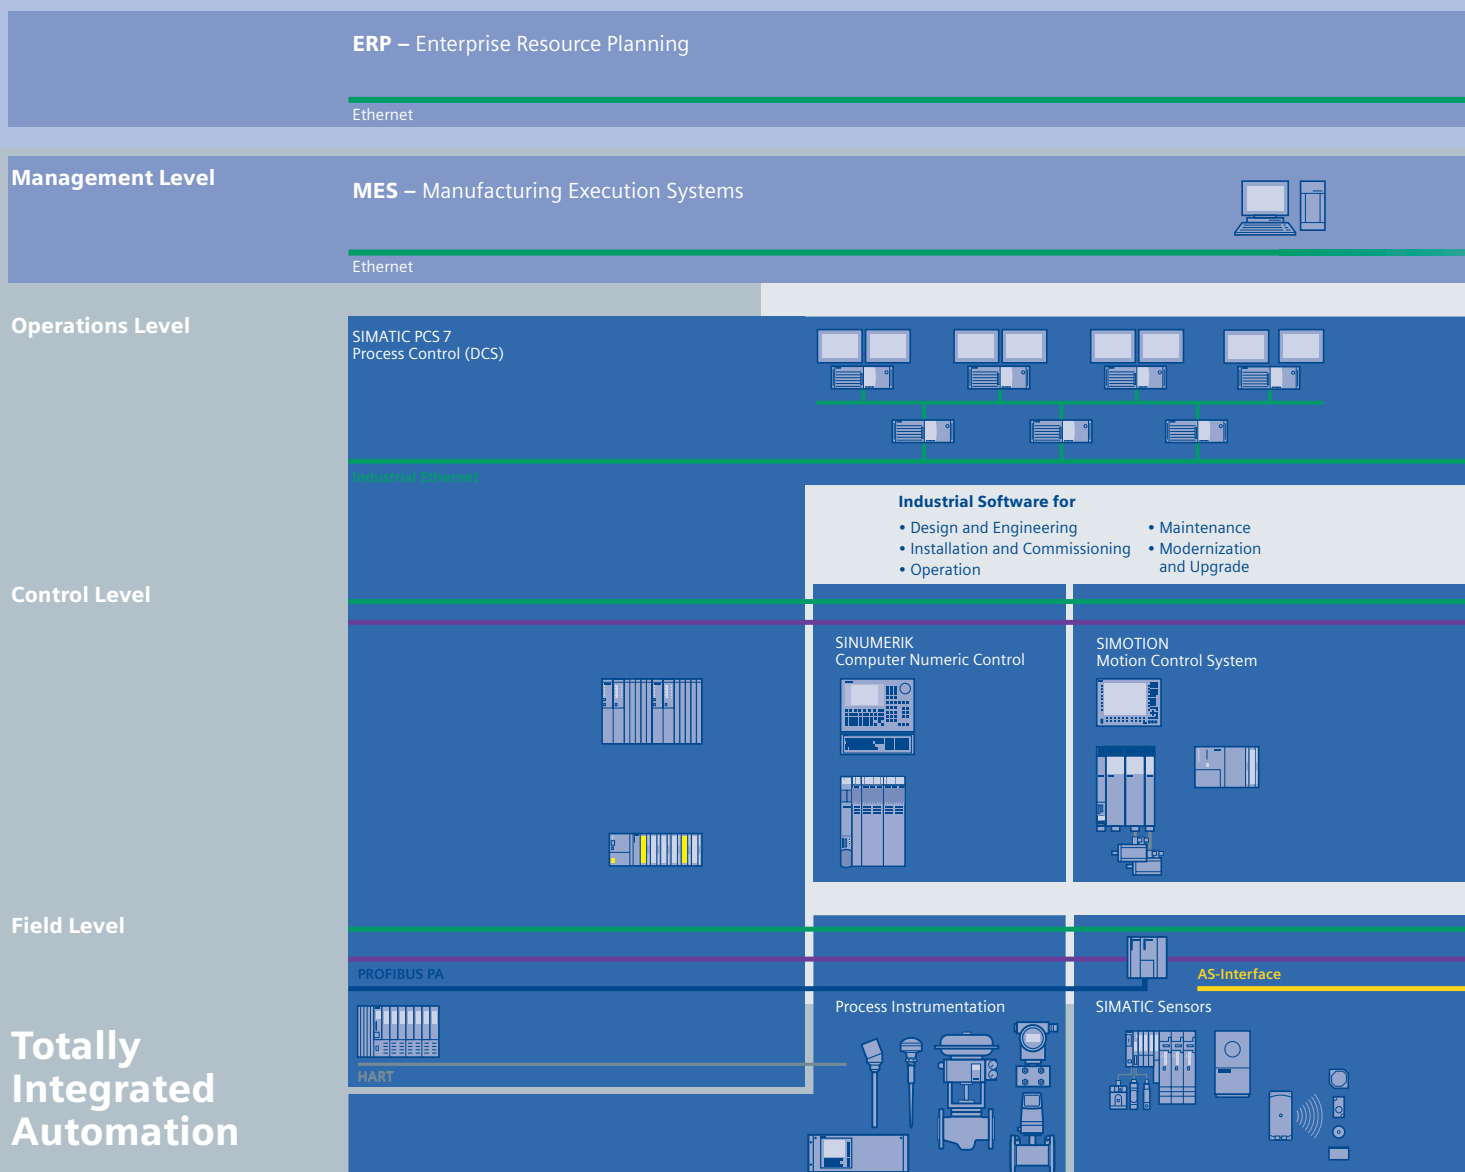 ERP – Enterprise Resource Planning
Ethernet
Management Level
MES – Manufacturing Execution Systems
Ethernet
Operations Level
SIMATIC PCS 7
Process Control (DCS)
Industrial Ethernet
Industrial Software for
• Design and Engineering
• Installation and Commissioning
• Operation
• Maintenance
• Modernization
and Upgrade
Control Level
SINUMERIK
Computer Numeric Control
SIMOTION
Motion Control System
Field Level
PROFIBUS PA
AS-Interface
Process Instrumentation
SIMATIC Sensors
HART
Totally
Integrated
Automation